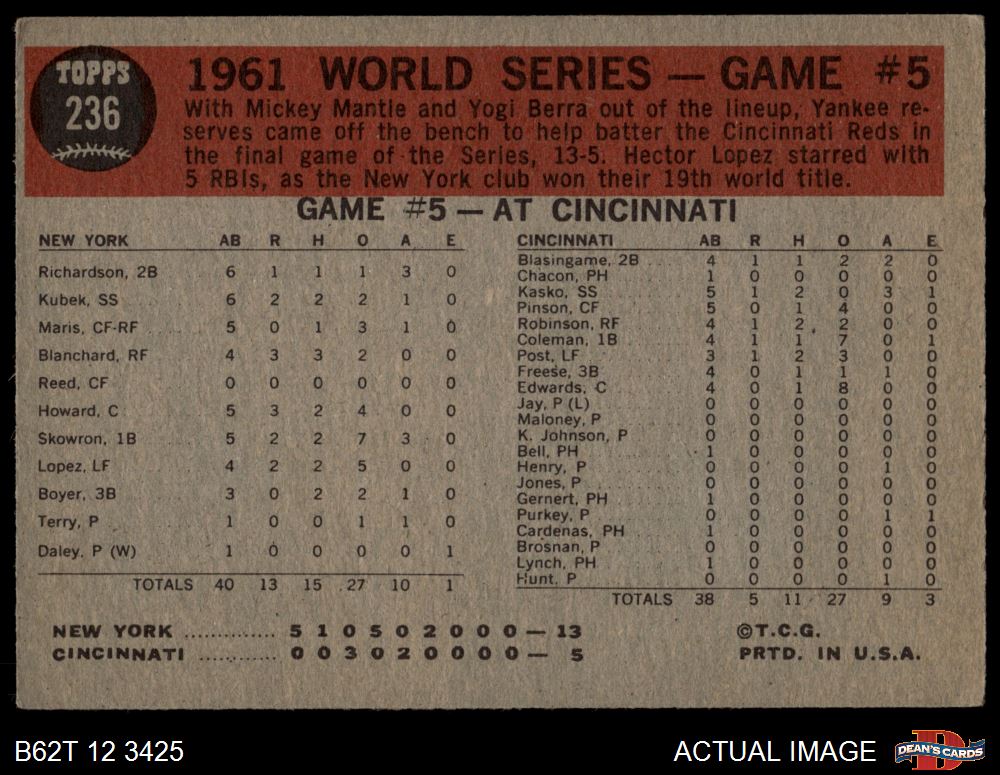 TOPPS
236
1961 WORLD SERIES — GAME #5
With Mickey Mantle and Yogi Berra out of the lineup, Yankee re-
serves came off the bench to help batter the Cincinnati Reds in
the final game of the Series, 13-5. Hector Lopez starred with
5 RBIs, as the New York club won their 19th world title.
GAME #5 — AT CINCINNATI
NEW YORK AB R H O A E
Richardson, 2B 6 1 1 1 3 0
Kubek, SS 6 2 2 2 1 0
Maris, CF-RF 5 0 1 3 1 0
Blanchard, RF 4 3 3 2 0 0
Reed, CF 0 0 0 0 0 0
Howard, C 5 3 2 4 0 0
Skowron, 1B 5 2 2 7 3 0
Lopez, LF 4 2 2 5 0 0
Boyer, 3B 3 0 2 2 1 0
Terry, P 1 0 0 1 1 0
Daley, P (W) 1 0 0 0 0 1
TOTALS 40 13 15 27 10 1
CINCINNATI AB R H O A E
Blasingame, 2B 4 1 1 2 2 0
Chacon, PH 1 0 0 0 0 0
Kasko, SS 5 1 2 0 3 1
Pinson, CF 5 0 1 4 0 0
Robinson, RF 4 1 2 2 0 0
Coleman, 1B 4 1 1 7 0 1
Post, LF 3 1 2 3 0 0
Freese, 3B 4 0 1 1 1 0
Edwards, C 4 0 1 8 0 0
Jay, P (L) 0 0 0 0 0 0
Maloney, P 0 0 0 0 0 0
K. Johnson, P 0 0 0 0 0 0
Bell, PH 1 0 0 0 0 0
Henry, P 0 0 0 0 1 0
Jones, P 0 0 0 0 0 0
Gernert, PH 1 0 0 0 0 0
Purkey, P 0 0 0 0 1 1
Cardenas, PH 1 0 0 0 0 0
Brosnan, P 0 0 0 0 0 0
Lynch, PH 1 0 0 0 0 0
Hunt, P 0 0 0 0 1 0
TOTALS 38 5 11 27 9 3
NEW YORK .............. 5 1 0 5 0 2 0 0 0 — 13
CINCINNATI ............ 0 0 3 0 2 0 0 0 0 — 5
©T.C.G.
PRTD. IN U.S.A.
B62T 12 3425
ACTUAL IMAGE
DEAN'S CARDS